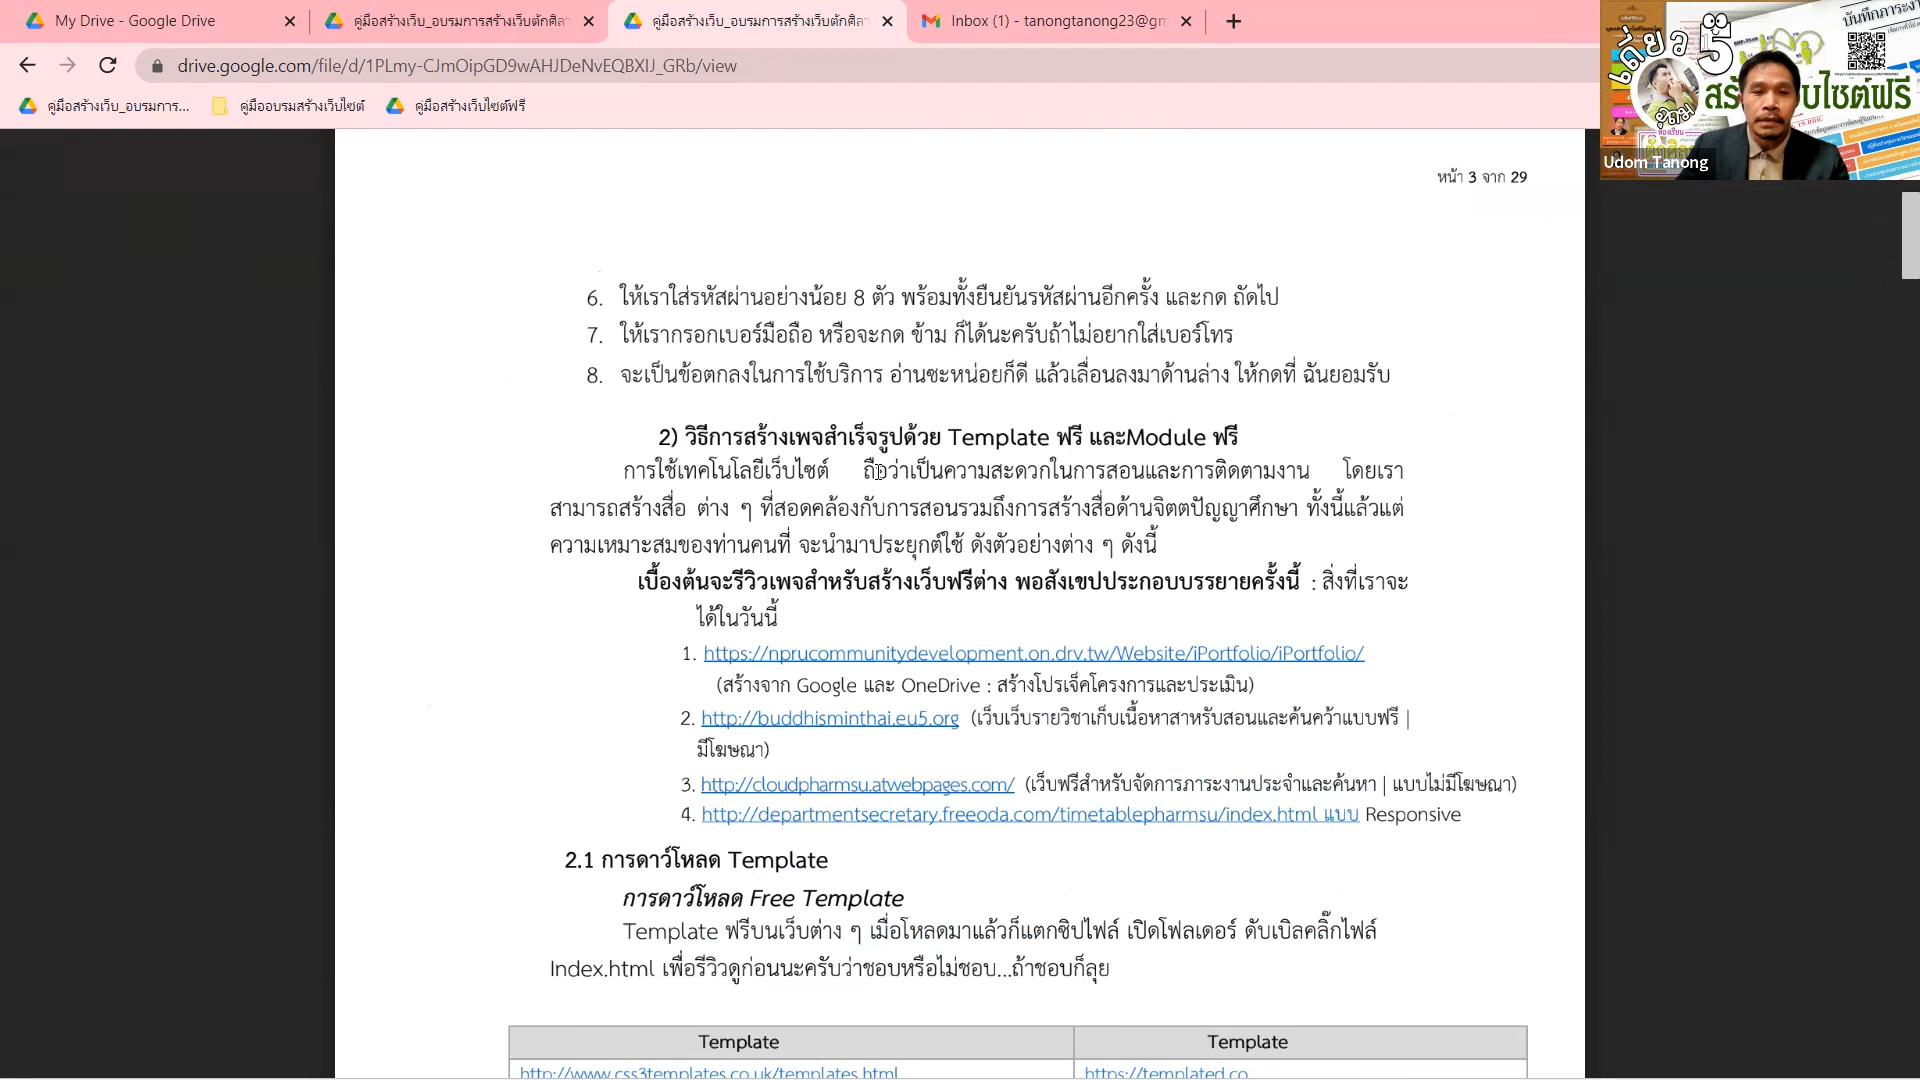 My Drive - Google Drive
คู่มือสร้างเว็บ_อบรมการสร้างเว็บตักศิลา
คู่มือสร้างเว็บ_อบรมการสร้างเว็บตักศิลา
Inbox (1) - tanongtanong23@gm
drive.google.com/file/d/1PLmy-CJmOipGD9wAHJDeNvEQBXlJ_GRb/view
คู่มือสร้างเว็บ_อบรมการ...
คู่มืออบรมสร้างเว็บไซต์
คู่มือสร้างเว็บไซต์ฟรี
เดี่ยว 5
บันทึกภาระงา
ไซต์ฟรี
Udom Tanong
หน้า 3 จาก 29
6. ให้เราใส่รหัสผ่านอย่างน้อย 8 ตัว พร้อมทั้งยืนยันรหัสผ่านอีกครั้ง และกด ถัดไป
7. ให้เรากรอกเบอร์มือถือ หรือจะกด ข้าม ก็ได้นะครับถ้าไม่อยากใส่เบอร์โทร
8. จะเป็นข้อตกลงในการใช้บริการ อ่านซะหน่อยก็ดี แล้วเลื่อนลงมาด้านล่าง ให้กดที่ ฉันยอมรับ
2) วิธีการสร้างเพจสำเร็จรูปด้วย Template ฟรี และModule ฟรี
การใช้เทคโนโลยีเว็บไซต์ ถือว่าเป็นความสะดวกในการสอนและการติดตามงาน โดยเรา
สามารถสร้างสื่อ ต่าง ๆ ที่สอดคล้องกับการสอนรวมถึงการสร้างสื่อด้านจิตตปัญญาศึกษา ทั้งนี้แล้วแต่
ความเหมาะสมของท่านคนที่ จะนำมาประยุกต์ใช้ ดังตัวอย่างต่าง ๆ ดังนี้
เบื้องต้นจะรีวิวเพจสำหรับสร้างเว็บฟรีต่าง พอสังเขปประกอบบรรยายครั้งนี้ : สิ่งที่เราจะ
ได้ในวันนี้
1. https://nprucommunitydevelopment.on.drv.tw/Website/iPortfolio/iPortfolio/
(สร้างจาก Google และ OneDrive : สร้างโปรเจ็คโครงการและประเมิน)
2. http://buddhisminthai.eu5.org (เว็บเว็บรายวิชาเก็บเนื้อหาสาหรับสอนและค้นคว้าแบบฟรี |
มีโฆษณา)
3. http://cloudpharmsu.atwebpages.com/ (เว็บฟรีสำหรับจัดการภาระงานประจำและค้นหา | แบบไม่มีโฆษณา)
4. http://departmentsecretary.freeoda.com/timetablepharmsu/index.html แบบ Responsive
2.1 การดาว์โหลด Template
การดาว์โหลด Free Template
Template ฟรีบนเว็บต่าง ๆ เมื่อโหลดมาแล้วก็แตกซิปไฟล์ เปิดโฟลเดอร์ ดับเบิลคลิ๊กไฟล์
Index.html เพื่อรีวิวดูก่อนนะครับว่าชอบหรือไม่ชอบ...ถ้าชอบก็ลุย
Template Template
http://www.css3templates.co.uk/templates.html https://templated.co